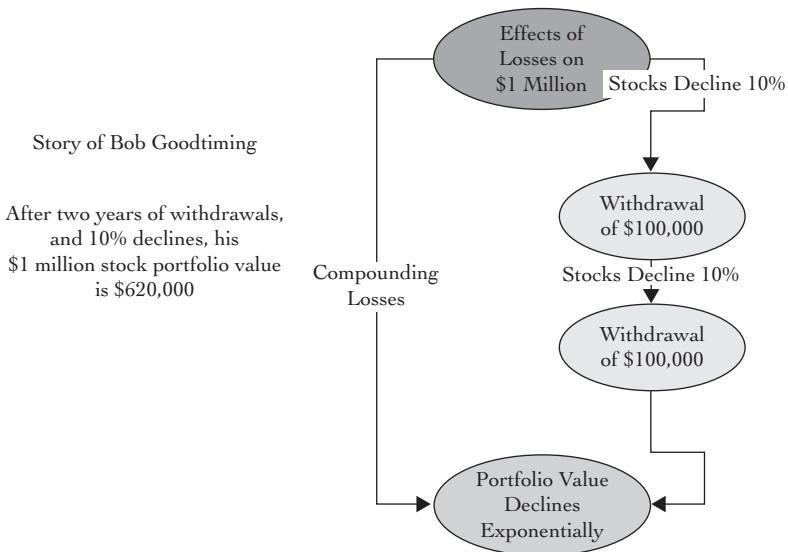 Effects of
Losses on
$1 Million
Stocks Decline 10%
Story of Bob Goodtiming
Withdrawal
of $100,000
After two years of withdrawals,
and 10% declines, his
$1 million stock portfolio value
is $620,000
Compounding
Losses
Stocks Decline 10%
Withdrawal
of $100,000
Portfolio Value
Declines
Exponentially